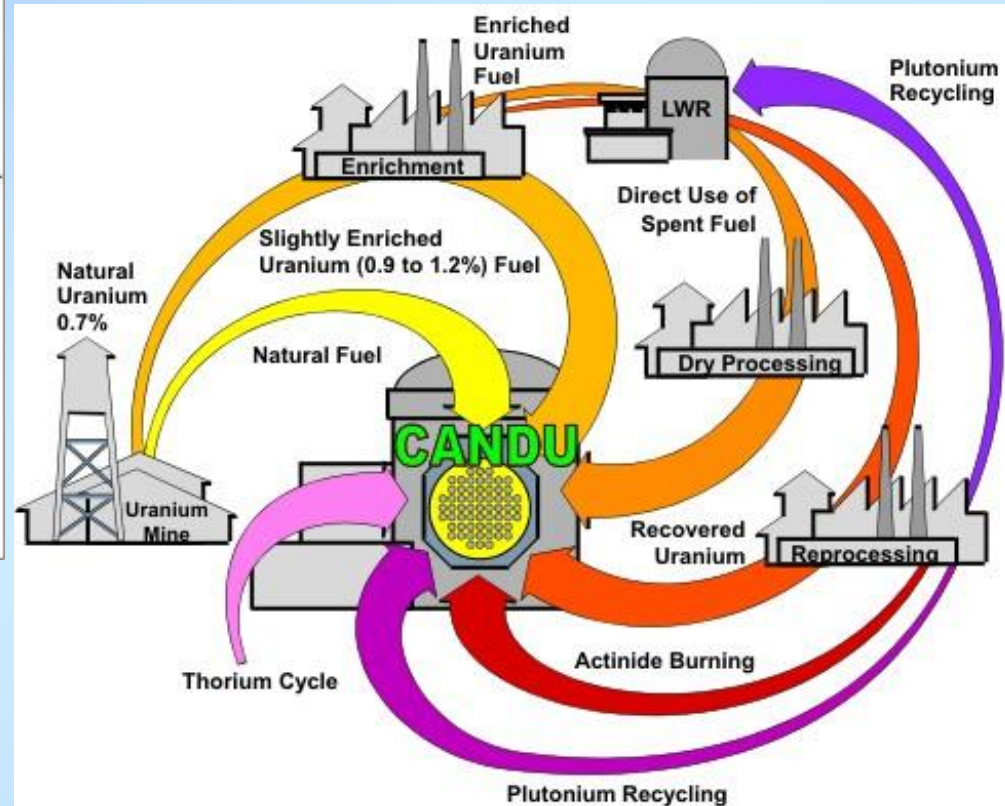 Enriched
Uranium
Fuel
LWR
Plutonium
Recycling
Enrichment
Direct Use of
Spent Fuel
Slightly Enriched
Uranium (0.9 to 1.2%) Fuel
Natural
Uranium
0.7%
Natural Fuel
Dry Processing
CANDU
Uranium
Mine
Recovered
Uranium
Reprocessing
Actinide Burning
Thorium Cycle
Plutonium Recycling